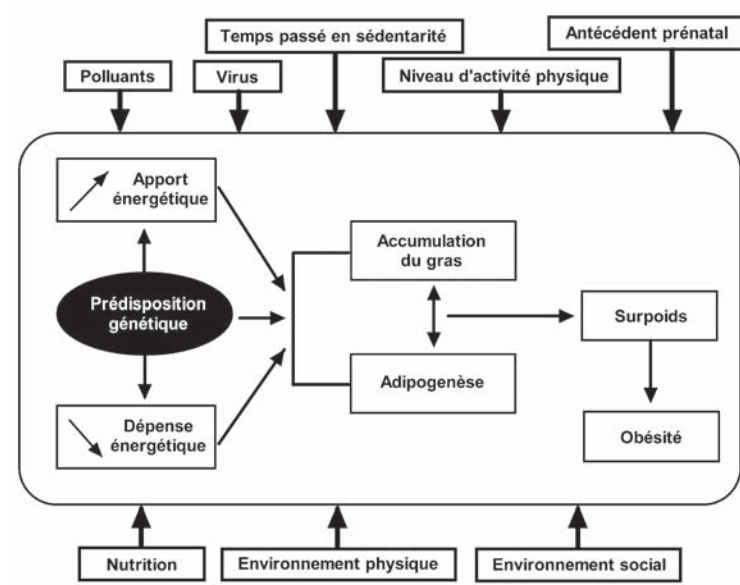 Temps passé en sédentarité
Antécédent prénatal
Polluants
Virus
Niveau d'activité physique
Apport
énergétique
Accumulation
du gras
Prédisposition
génétique
Surpoids
Adipogenèse
Dépense
énergétique
Obésité
Nutrition
Environnement physique
Environnement social